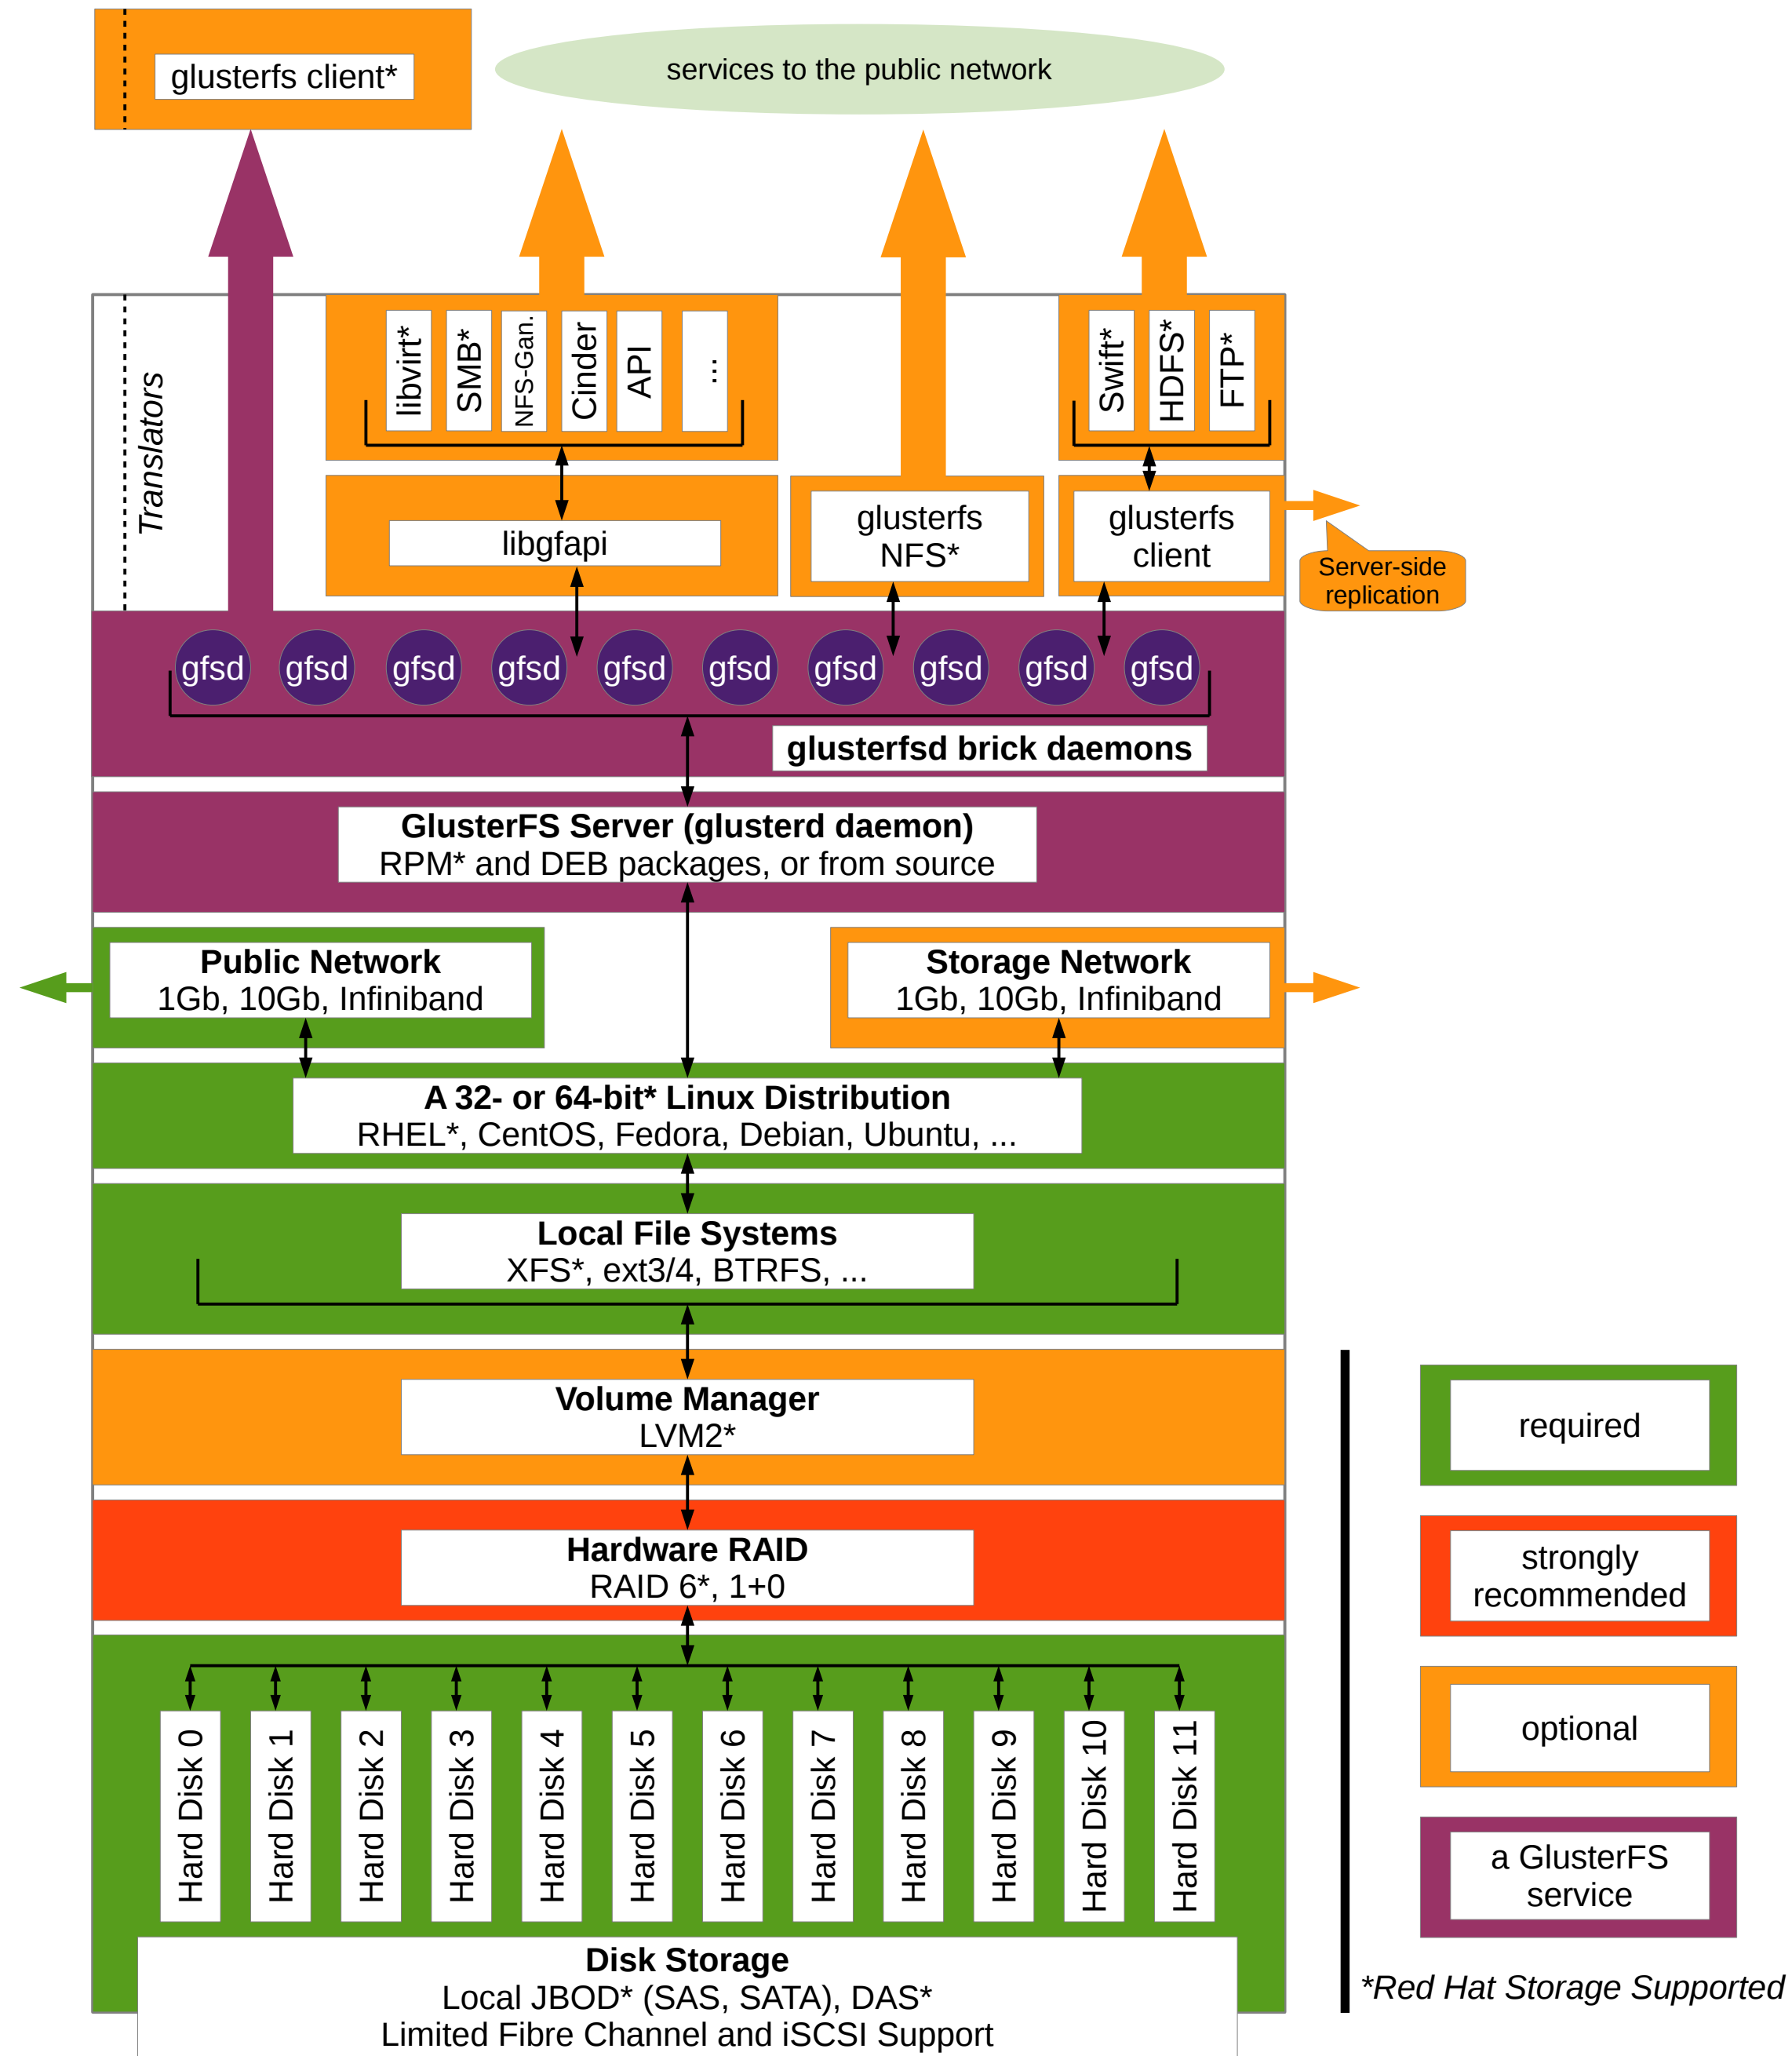 glusterfs client*
services to the public network
Translators
libvirt*
SMB*
NFS-Gan.
Cinder
API
...
Swift*
HDFS*
FTP*
libgfapi
glusterfs
NFS*
glusterfs
client
Server-side
replication
gfsd
gfsd
gfsd
gfsd
gfsd
gfsd
gfsd
gfsd
gfsd
gfsd
glusterfsd brick daemons
GlusterFS Server (glusterd daemon)
RPM* and DEB packages, or from source
Public Network
1Gb, 10Gb, Infiniband
Storage Network
1Gb, 10Gb, Infiniband
A 32- or 64-bit* Linux Distribution
RHEL*, CentOS, Fedora, Debian, Ubuntu, ...
Local File Systems
XFS*, ext3/4, BTRFS, ...
Volume Manager
LVM2*
Hardware RAID
RAID 6*, 1+0
Hard Disk 0
Hard Disk 1
Hard Disk 2
Hard Disk 3
Hard Disk 4
Hard Disk 5
Hard Disk 6
Hard Disk 7
Hard Disk 8
Hard Disk 9
Hard Disk 10
Hard Disk 11
Disk Storage
Local JBOD* (SAS, SATA), DAS*
Limited Fibre Channel and iSCSI Support
required
strongly
recommended
optional
a GlusterFS
service
*Red Hat Storage Supported